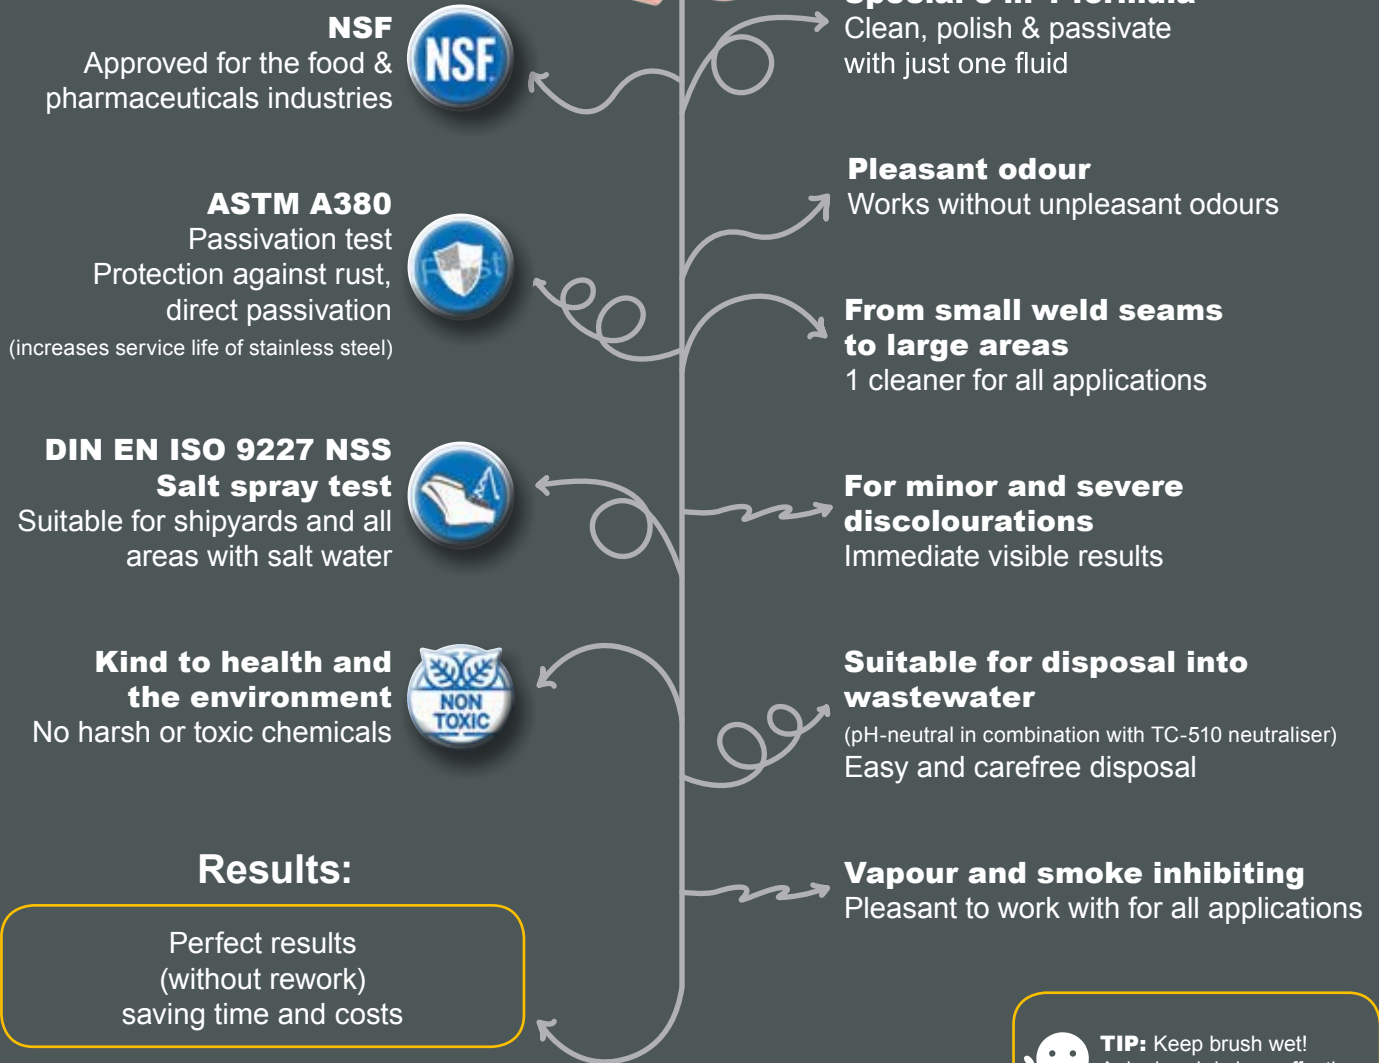 NSF
Approved for the food &
pharmaceuticals industries
NSF
ASTM A380
Passivation test
Protection against rust,
direct passivation
(increases service life of stainless steel)
DIN EN ISO 9227 NSS
Salt spray test
Suitable for shipyards and all
areas with salt water
Kind to health and
the environment
No harsh or toxic chemicals
NON
TOXIC
Results:
Perfect results
(without rework)
saving time and costs
Clean, polish & passivate
with just one fluid
Pleasant odour
Works without unpleasant odours
From small weld seams
to large areas
1 cleaner for all applications
For minor and severe
discolourations
Immediate visible results
Suitable for disposal into
wastewater
(pH-neutral in combination with TC-510 neutraliser)
Easy and carefree disposal
Vapour and smoke inhibiting
Pleasant to work with for all applications
TIP: Keep brush wet!